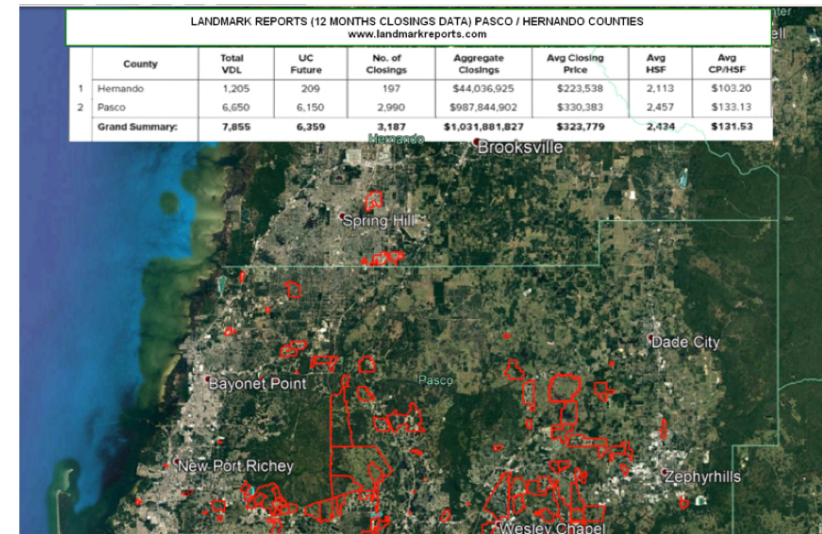 LANDMARK REPORTS (12 MONTHS CLOSINGS DATA) PASCO / HERNANDO COUNTIES
www.landmarkreports.com
County Total VDL UC Future No. of Closings Aggregate Closings Avg Closing Price Avg HSF Avg CP/HSF
1 Hernando 1,205 209 197 $44,036,925 $223,538 2,113 $103.20
2 Pasco 6,650 6,150 2,990 $987,844,902 $330,383 2,457 $133.13
Grand Summary: 7,855 6,359 3,187 $1,031,881,827 $323,779 2,434 $131.53
Hernando
Brooksville
Spring Hill
Dade City
Bayonet Point
Pasco
New Port Richey
Zephyrhills
Wesley Chapel